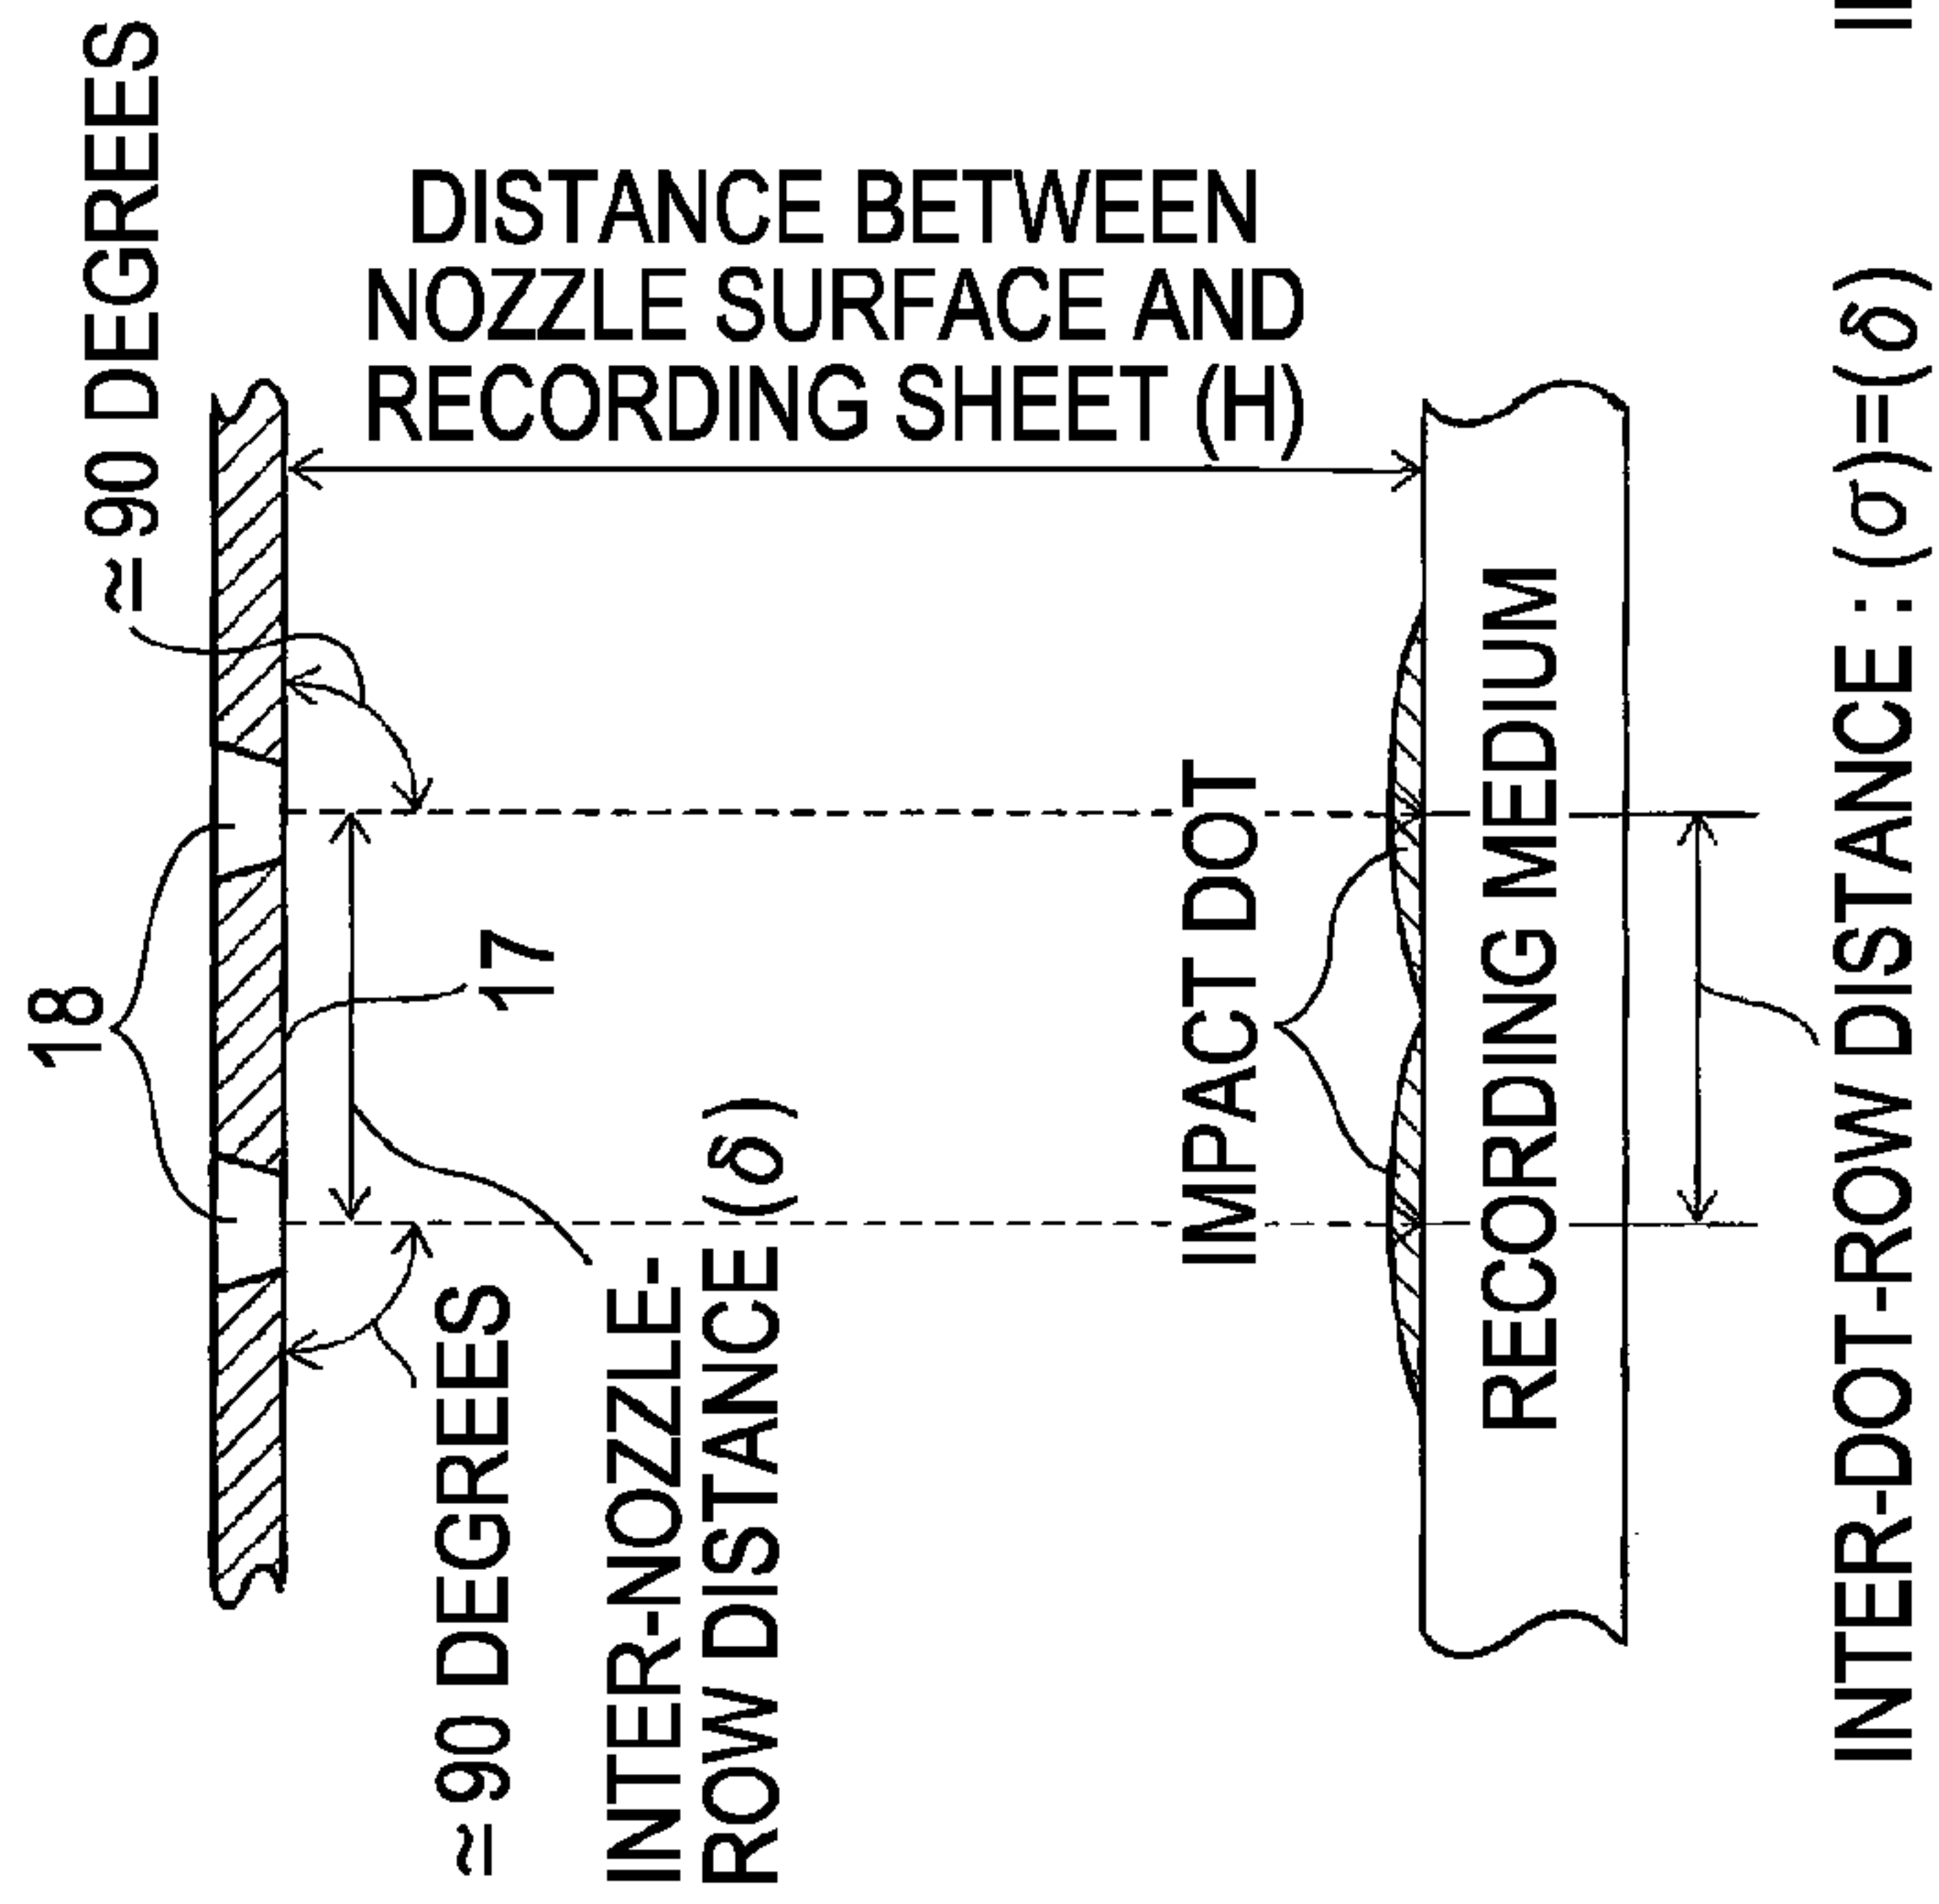 18
≃90 DEGREES
DISTANCE BETWEEN
NOZZLE SURFACE AND
RECORDING SHEET (H)
17
≃90 DEGREES
INTER-NOZZLE-
ROW DISTANCE (δ)
IMPACT DOT
RECORDING MEDIUM
INTER-DOT-ROW DISTANCE : (σ)=(δ)